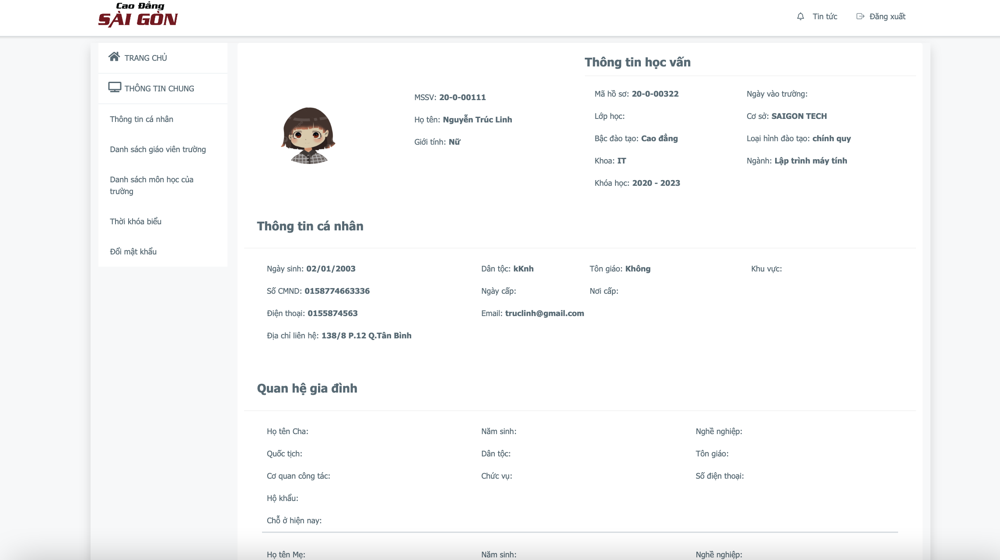 Cao Đẳng
SÀI GÒN
Tin tức
Đăng xuất
TRANG CHỦ
THÔNG TIN CHUNG
Thông tin cá nhân
Danh sách giáo viên trường
Danh sách môn học của
trường
Thời khóa biểu
Đổi mật khẩu
MSSV: 20-0-00111
Họ tên: Nguyễn Trúc Linh
Giới tính: Nữ
Thông tin học vấn
Mã hồ sơ: 20-0-00322
Ngày vào trường:
Lớp học:
Cơ sở: SAIGON TECH
Bậc đào tạo: Cao đẳng
Loại hình đào tạo: chính quy
Khoa: IT
Ngành: Lập trình máy tính
Khóa học: 2020 - 2023
Thông tin cá nhân
Ngày sinh: 02/01/2003
Dân tộc: kKnh
Tôn giáo: Không
Khu vực:
Số CMND: 0158774663336
Ngày cấp:
Nơi cấp:
Điện thoại: 0155874563
Email: truclinh@gmail.com
Địa chỉ liên hệ: 138/8 P.12 Q.Tân Bình
Quan hệ gia đình
Họ tên Cha:
Năm sinh:
Nghề nghiệp:
Quốc tịch:
Dân tộc:
Tôn giáo:
Cơ quan công tác:
Chức vụ:
Số điện thoại:
Hộ khẩu:
Chỗ ở hiện nay:
Họ tên Mẹ:
Năm sinh:
Nghề nghiệp: